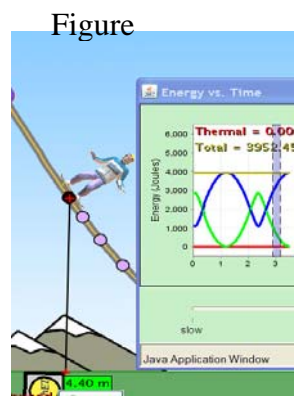 Figure
Energy vs. Time
Thermal = 0.00
Total = 3952.45
Energy (Joules)
6,000
5,000
4,000
3,000
2,000
1,000
0
0 1 2 3
slow
Java Application Window
4.40 m